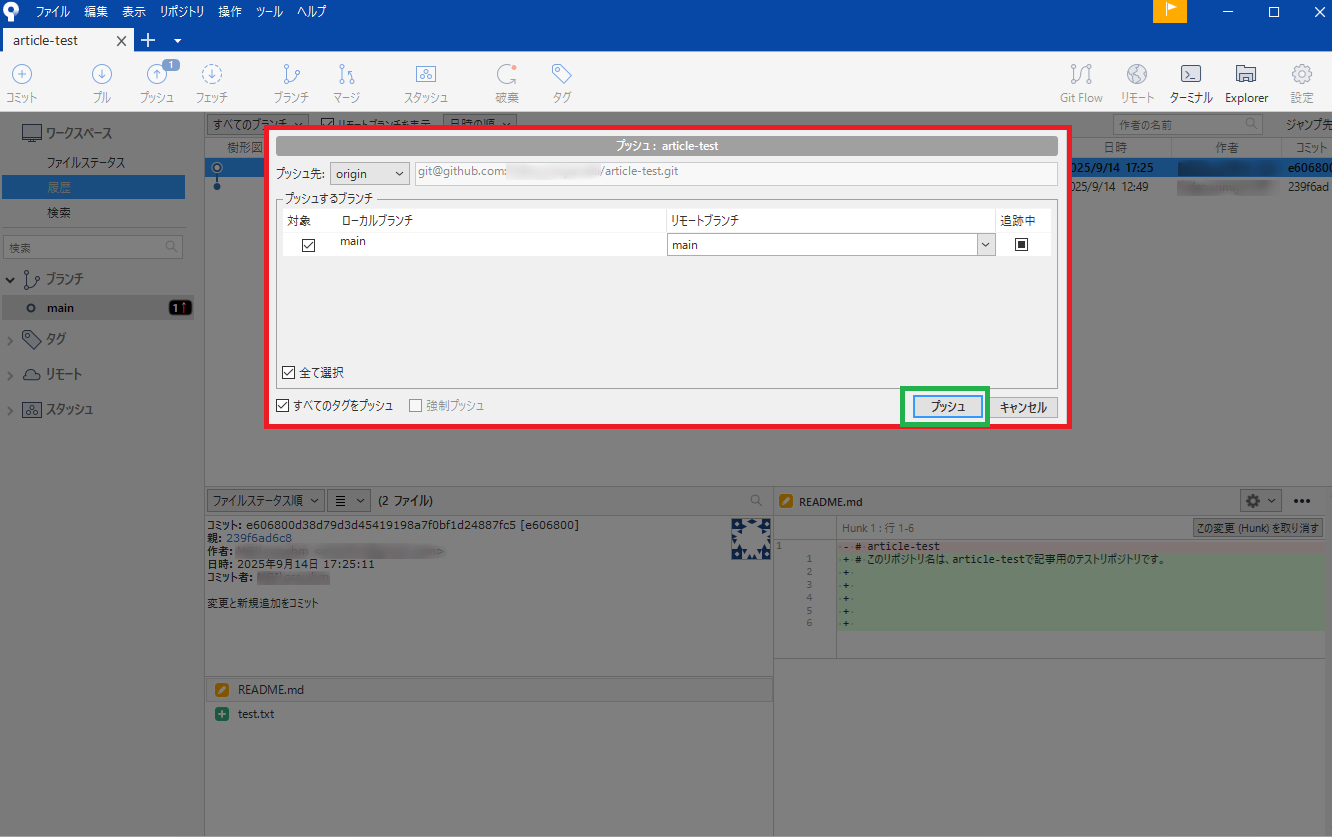 ファイル 編集 表示 リポジトリ 操作 ツール ヘルプ
article-test
1
コミット プル プッシュ フェッチ ブランチ マージ スタッシュ 破棄 タグ Git Flow リモート ターミナル Explorer 設定
ワークスペース
ファイルステータス
履歴
検索
検索
ブランチ
main 1↑
タグ
リモート
スタッシュ
すべてのブランチ リモートブランチを表示 日時の順 作者の名前 ジャンプ先
樹形図 日時 作者 コミット
025/9/14 17:25 e606800
025/9/14 12:49 239f6ad
プッシュ : article-test
プッシュ先: origin git@github.com: /article-test.git
プッシュするブランチ
対象 ローカルブランチ リモートブランチ 追跡中
main main
全て選択
すべてのタグをプッシュ 強制プッシュ プッシュ キャンセル
ファイルステータス順 (2 ファイル)
コミット: e606800d38d79d3d45419198a7f0bf1d24887fc5 [e606800]
親: 239f6ad6c8
作者:
日時: 2025年9月14日 17:25:11
コミット者:
変更と新規追加をコミット
README.md
test.txt
README.md
Hunk 1 : 行 1-6 この変更 (Hunk) を取り消す
1 - # article-test
1 + # このリポジトリ名は、article-testで記事用のテストリポジトリです。
2 +
3 +
4 +
5 +
6 +